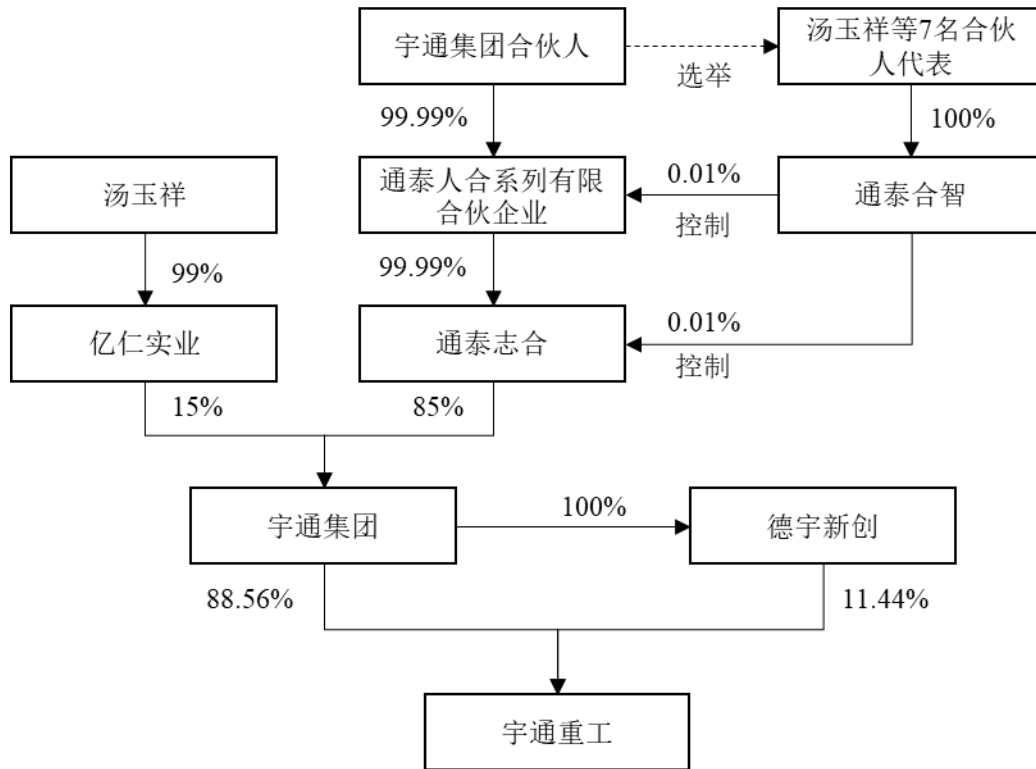 宇通集团合伙人
选举
汤玉祥等7名合伙
人代表
99.99%
100%
汤玉祥
通泰人合系列有限
合伙企业
0.01%
控制
通泰合智
99%
99.99%
亿仁实业
通泰志合
0.01%
控制
15%
85%
宇通集团
100%
德宇新创
88.56%
11.44%
宇通重工